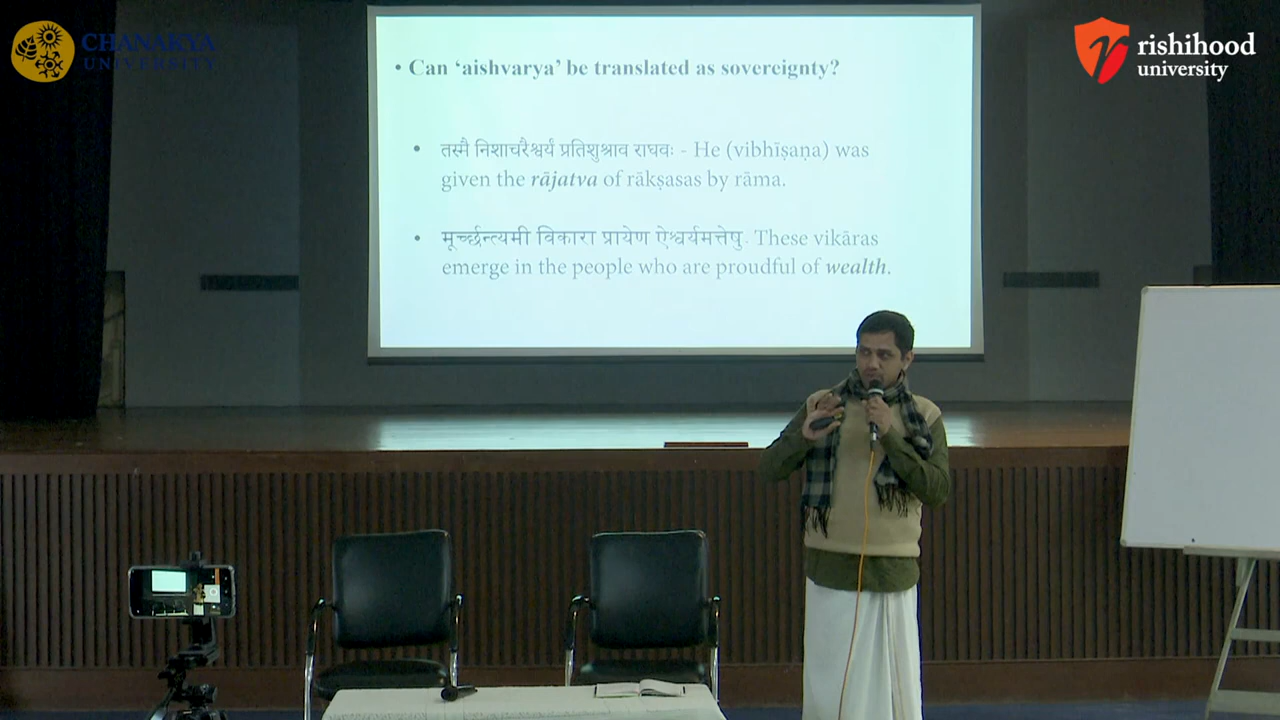 CHANAKYA
UNIVERSITY
rishihood
university
• Can ‘aishvarya’ be translated as sovereignty?
• तस्मै निशाचरैश्वर्यं प्रतिशुश्राव राघवः - He (vibhīṣaṇa) was
given the rājatva of rākṣasas by rāma.
• मूर्च्छन्त्यमी विकारा प्रायेण ऐश्वर्यमत्तेषु. These vikāras
emerge in the people who are proudful of wealth.